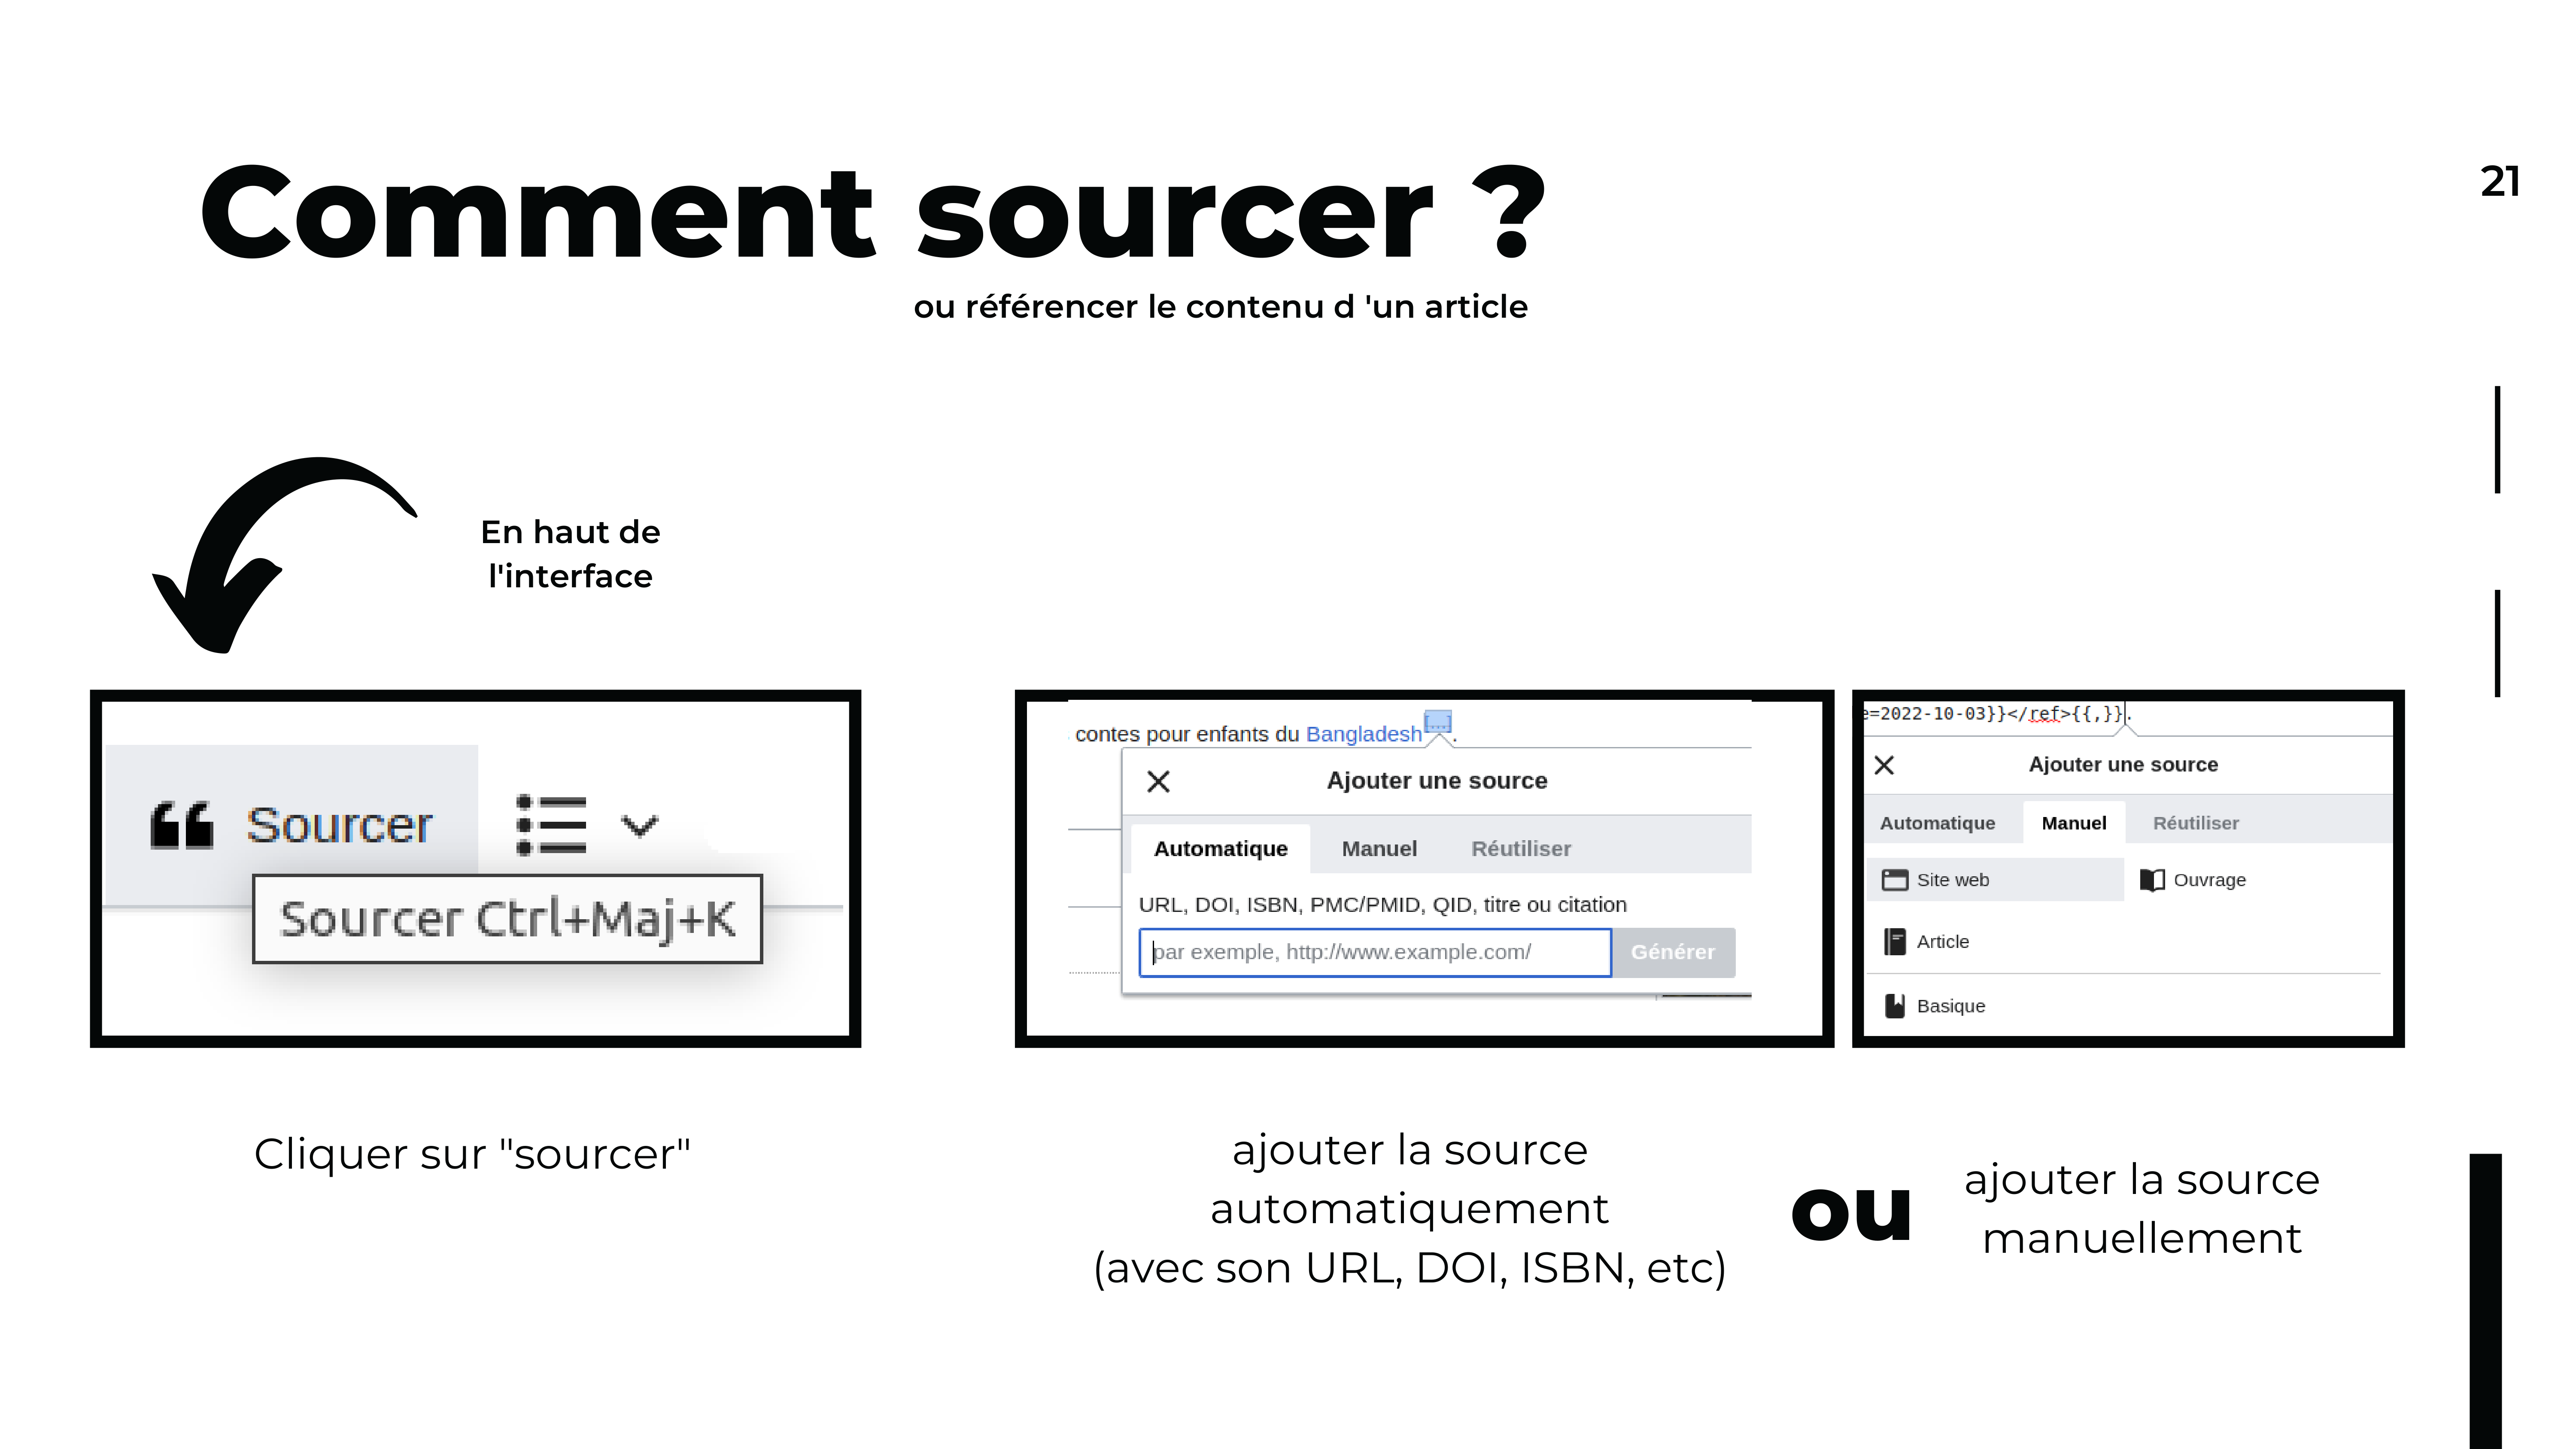 Comment sourcer ?
21
ou référencer le contenu d 'un article
En haut de
l'interface
Sourcer
Sourcer Ctrl+Maj+K
contes pour enfants du Bangladesh[...].
Ajouter une source
Automatique Manuel Réutiliser
URL, DOI, ISBN, PMC/PMID, QID, titre ou citation
par exemple, http://www.example.com/ Générer
e=2022-10-03}}</ref>{{,}}.
Ajouter une source
Automatique Manuel Réutiliser
Site web Ouvrage
Article
Basique
Cliquer sur "sourcer"
ajouter la source
automatiquement
(avec son URL, DOI, ISBN, etc)
ou
ajouter la source
manuellement